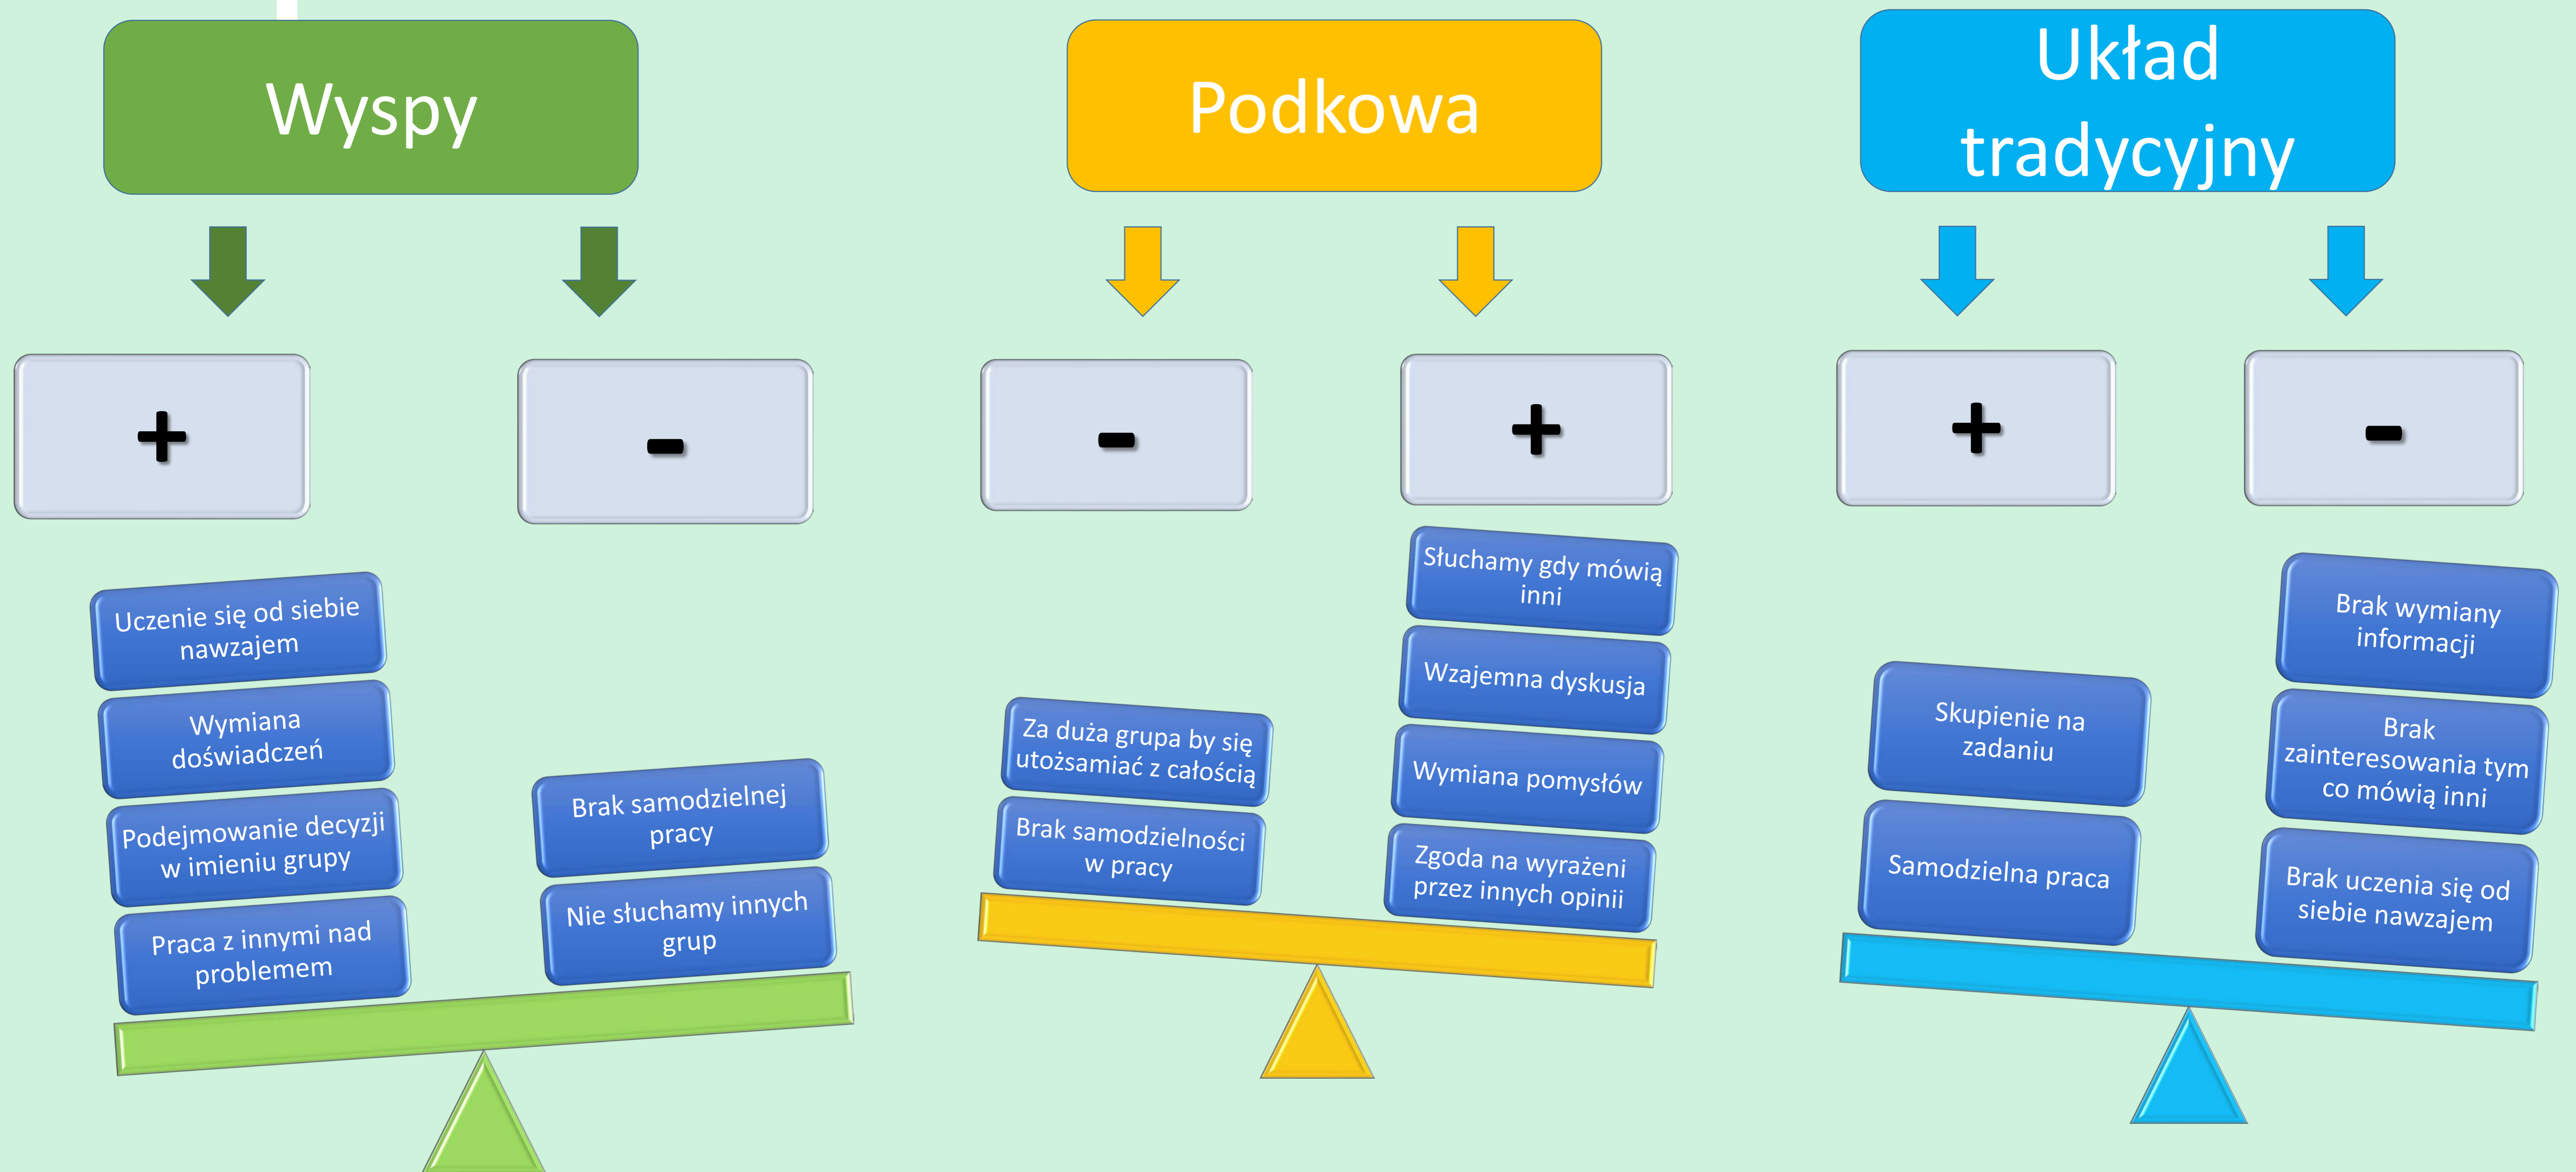 Wyspy
+
-
Uczenie się od siebie
nawzajem
Wymiana
doświadczeń
Podejmowanie decyzji
w imieniu grupy
Praca z innymi nad
problemem
Brak samodzielnej
pracy
Nie słuchamy innych
grup
Podkowa
-
+
Za duża grupa by się
utożsamiać z całością
Brak samodzielności
w pracy
Słuchamy gdy mówią
inni
Wzajemna dyskusja
Wymiana pomysłów
Zgoda na wyrażeni
przez innych opinii
Układ
tradycyjny
+
-
Skupienie na
zadaniu
Samodzielna praca
Brak wymiany
informacji
Brak
zainteresowania tym
co mówią inni
Brak uczenia się od
siebie nawzajem